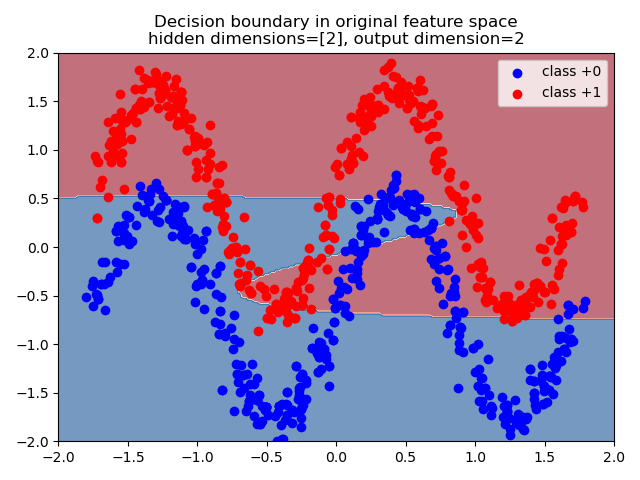 Decision boundary in original feature space
hidden dimensions=[2], output dimension=2
class +0
class +1
2.0
1.5
1.0
0.5
0.0
−0.5
−1.0
−1.5
−2.0
−2.0 −1.5 −1.0 −0.5 0.0 0.5 1.0 1.5 2.0